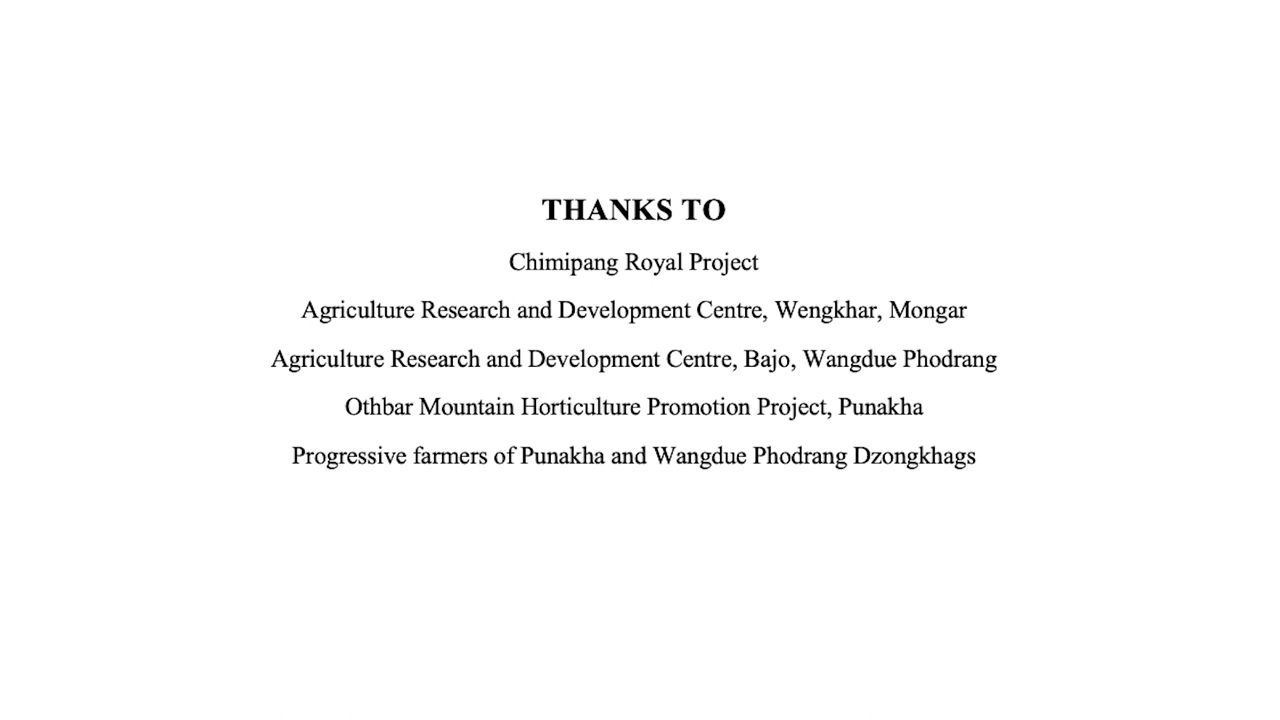 THANKS TO
Chimipang Royal Project
Agriculture Research and Development Centre, Wengkhar, Mongar
Agriculture Research and Development Centre, Bajo, Wangdue Phodrang
Othbar Mountain Horticulture Promotion Project, Punakha
Progressive farmers of Punakha and Wangdue Phodrang Dzongkhags